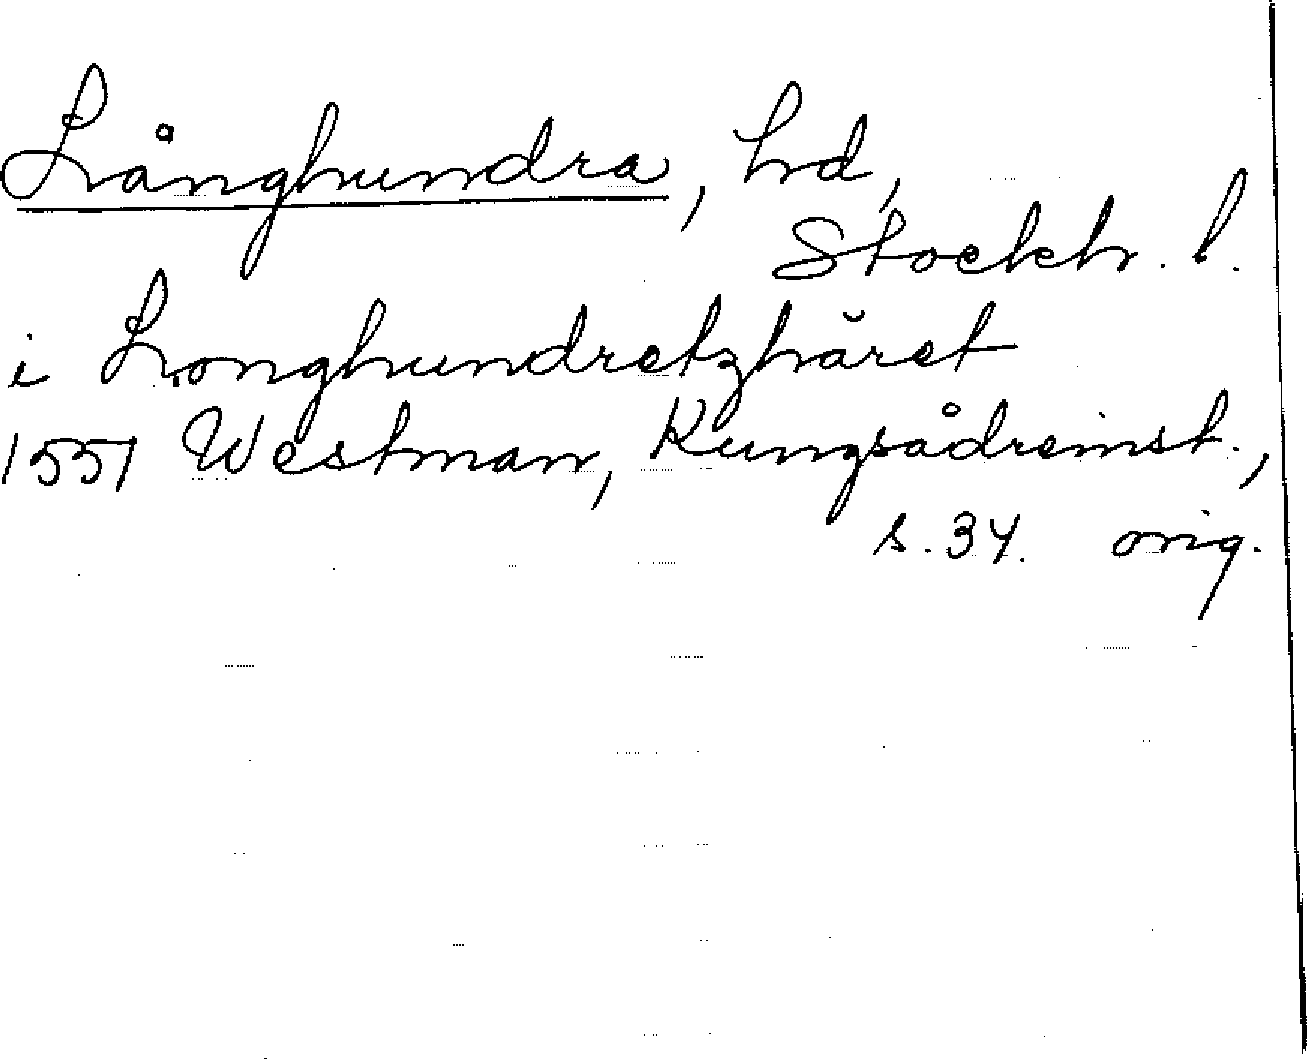 Långhundra, hd,
Stockh. l.
i Longhundretzhäret
1551 Westman, Kungsådreinst.,
s. 34. orig.